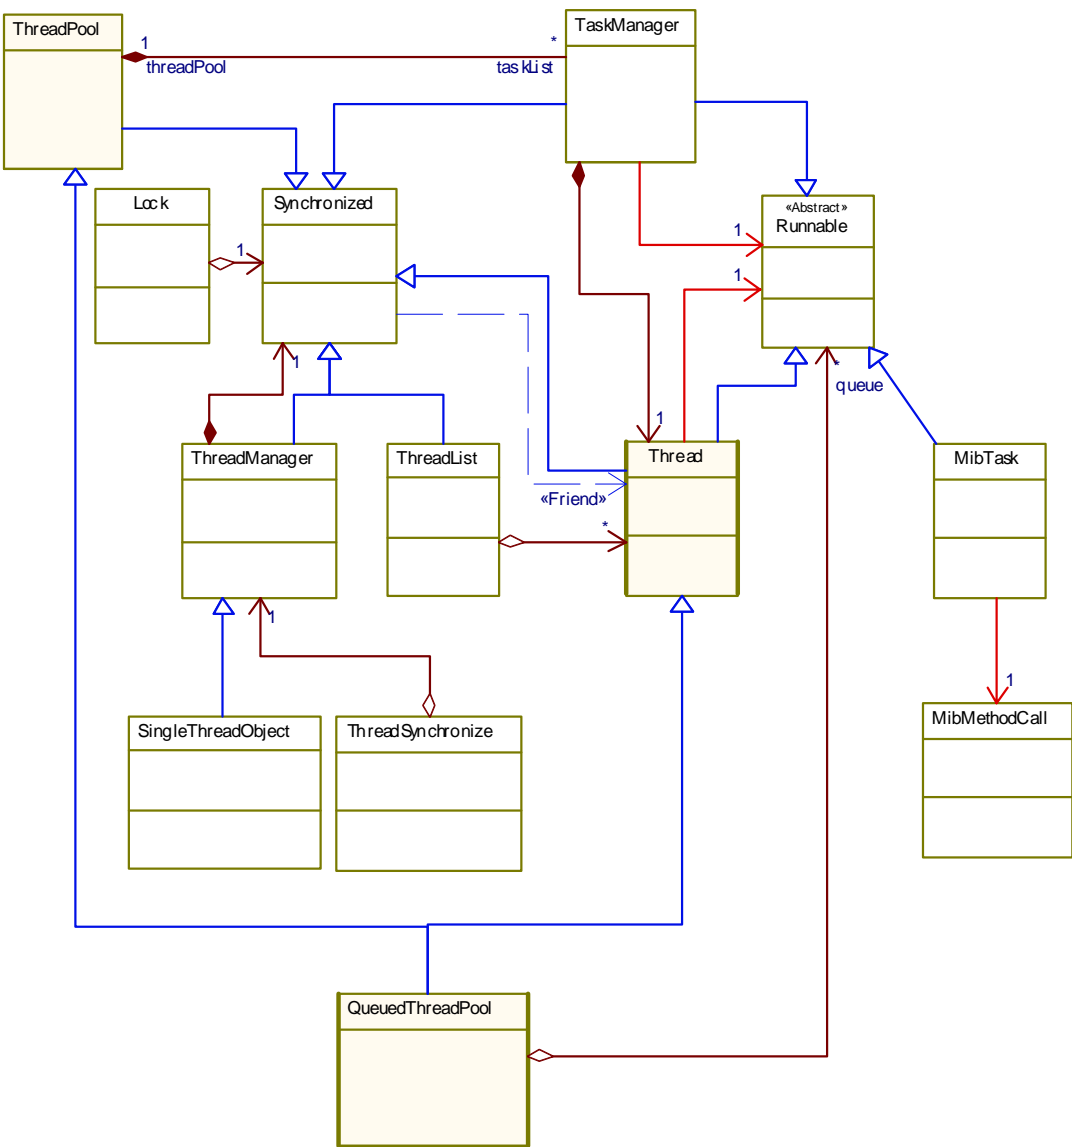 ThreadPool
TaskManager
1
*
threadPool
taskList
Lock
Synchronized
«Abstract»
Runnable
1
1
1
1
*
queue
1
ThreadManager
ThreadList
Thread
MibTask
«Friend»
*
1
1
SingleThreadObject
ThreadSynchronize
MibMethodCall
QueuedThreadPool